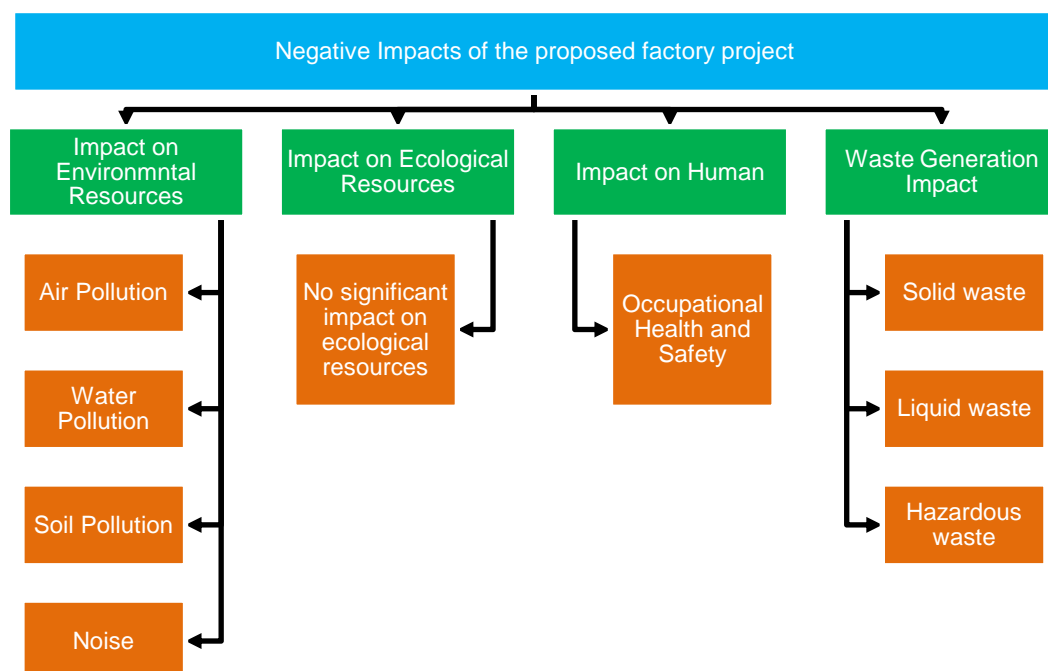 Negative Impacts of the proposed factory project
Impact on
Environmntal
Resources
Impact on Ecological
Resources
Impact on Human
Waste Generation
Impact
Air Pollution
Water
Pollution
Soil Pollution
Noise
No significant
impact on
ecological
resources
Occupational
Health and
Safety
Solid waste
Liquid waste
Hazardous
waste